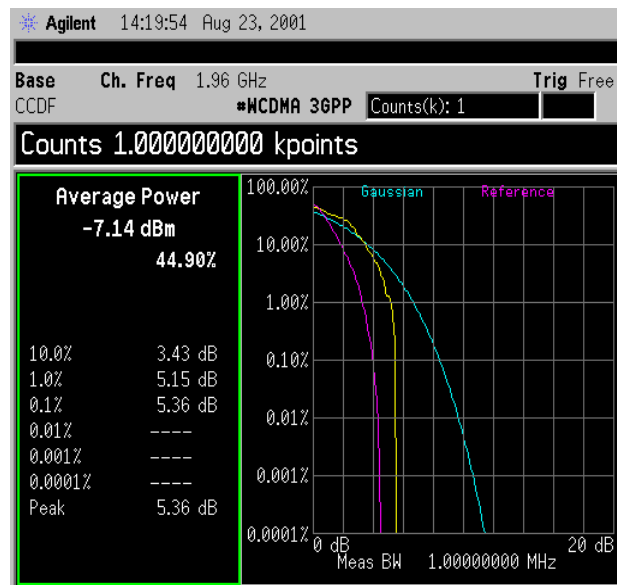 Agilent 14:19:54 Aug 23, 2001
Base Ch. Freq 1.96 GHz Trig Free
CCDF *WCDMA 3GPP Counts(k): 1
Counts 1.000000000 kpoints
Average Power
-7.14 dBm
44.90%
10.0% 3.43 dB
1.0% 5.15 dB
0.1% 5.36 dB
0.01% ----
0.001% ----
0.0001% ----
Peak 5.36 dB
Gaussian Reference
100.00%
10.00%
1.00%
0.10%
0.01%
0.001%
0.0001%
0 dB 20 dB
Meas BW 1.00000000 MHz